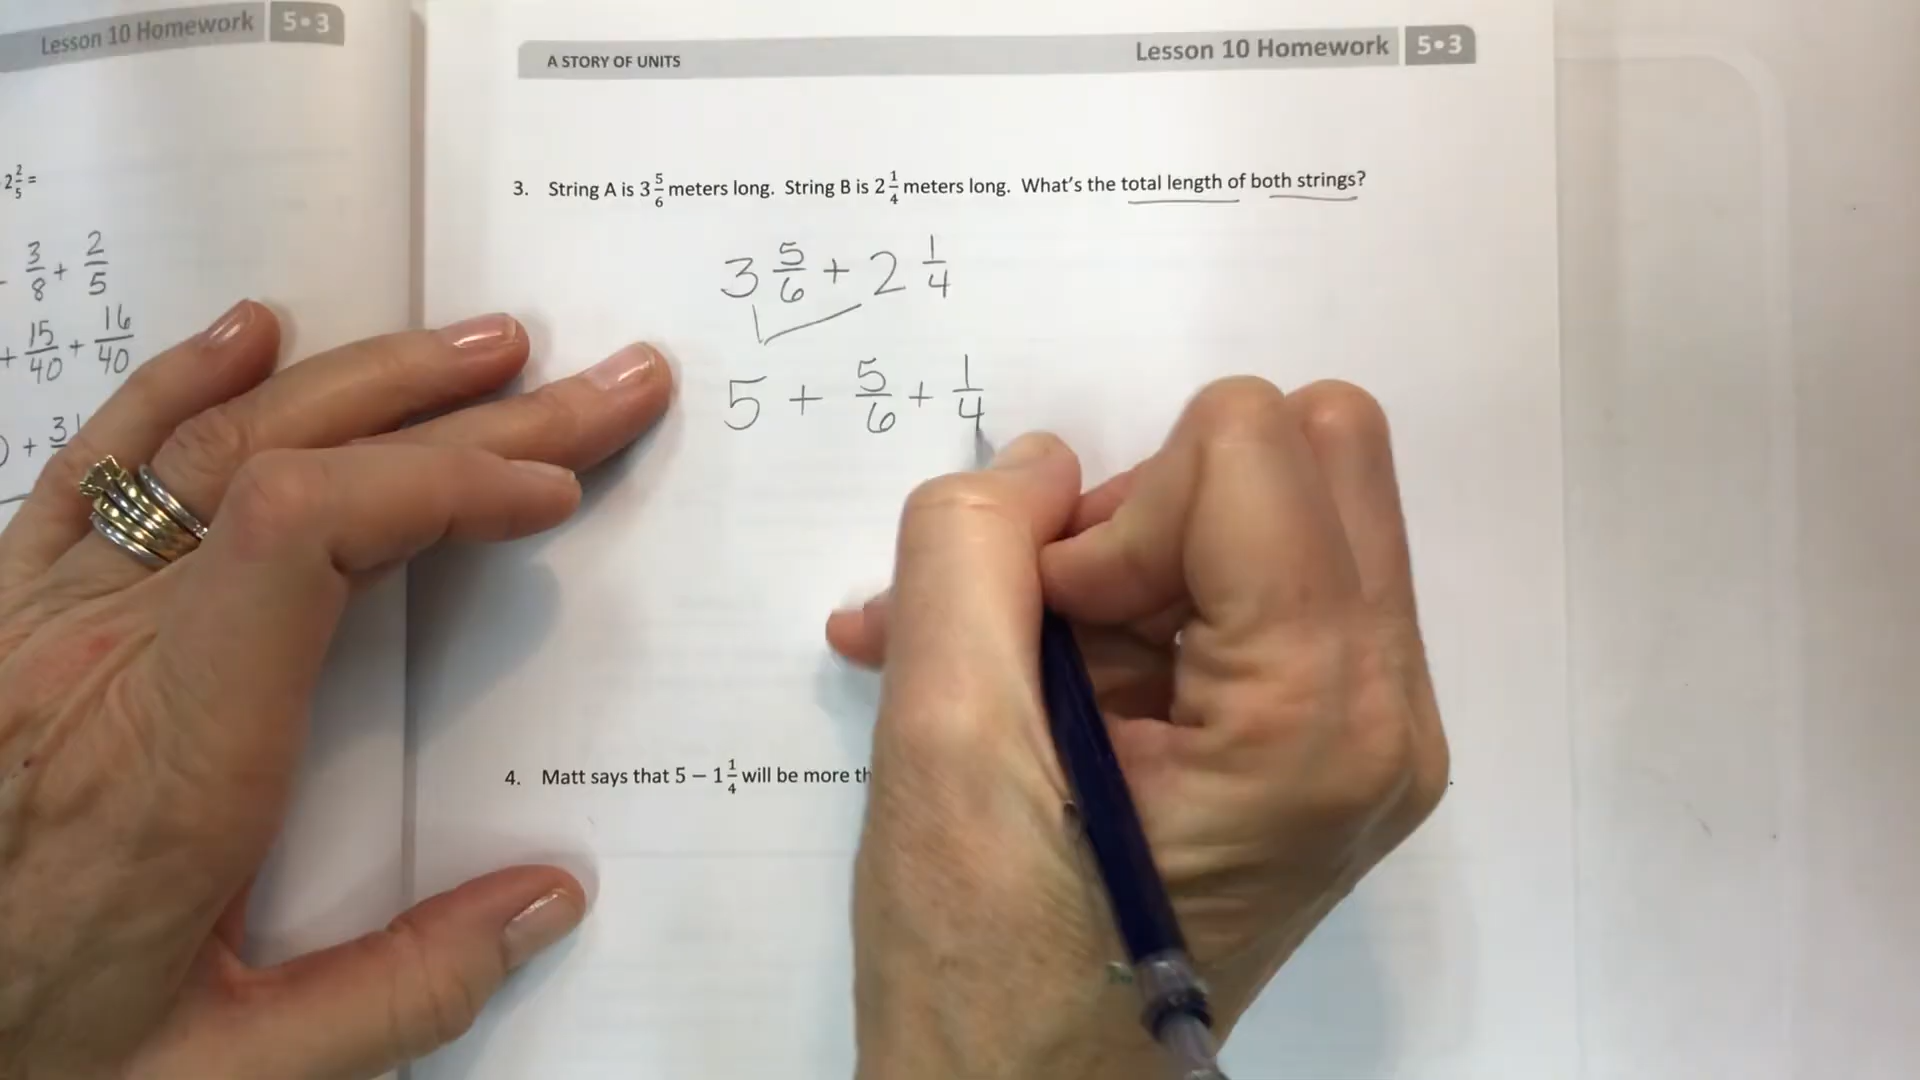 Lesson 10 Homework 5•3
2 2/5 =
3/8 + 2/5
+ 15/40 + 16/40
+ 31
A STORY OF UNITS Lesson 10 Homework 5•3
3. String A is 3 5/6 meters long. String B is 2 1/4 meters long. What's the total length of both strings?
3 5/6 + 2 1/4
5 + 5/6 + 1/4
4. Matt says that 5 – 1 1/4 will be more